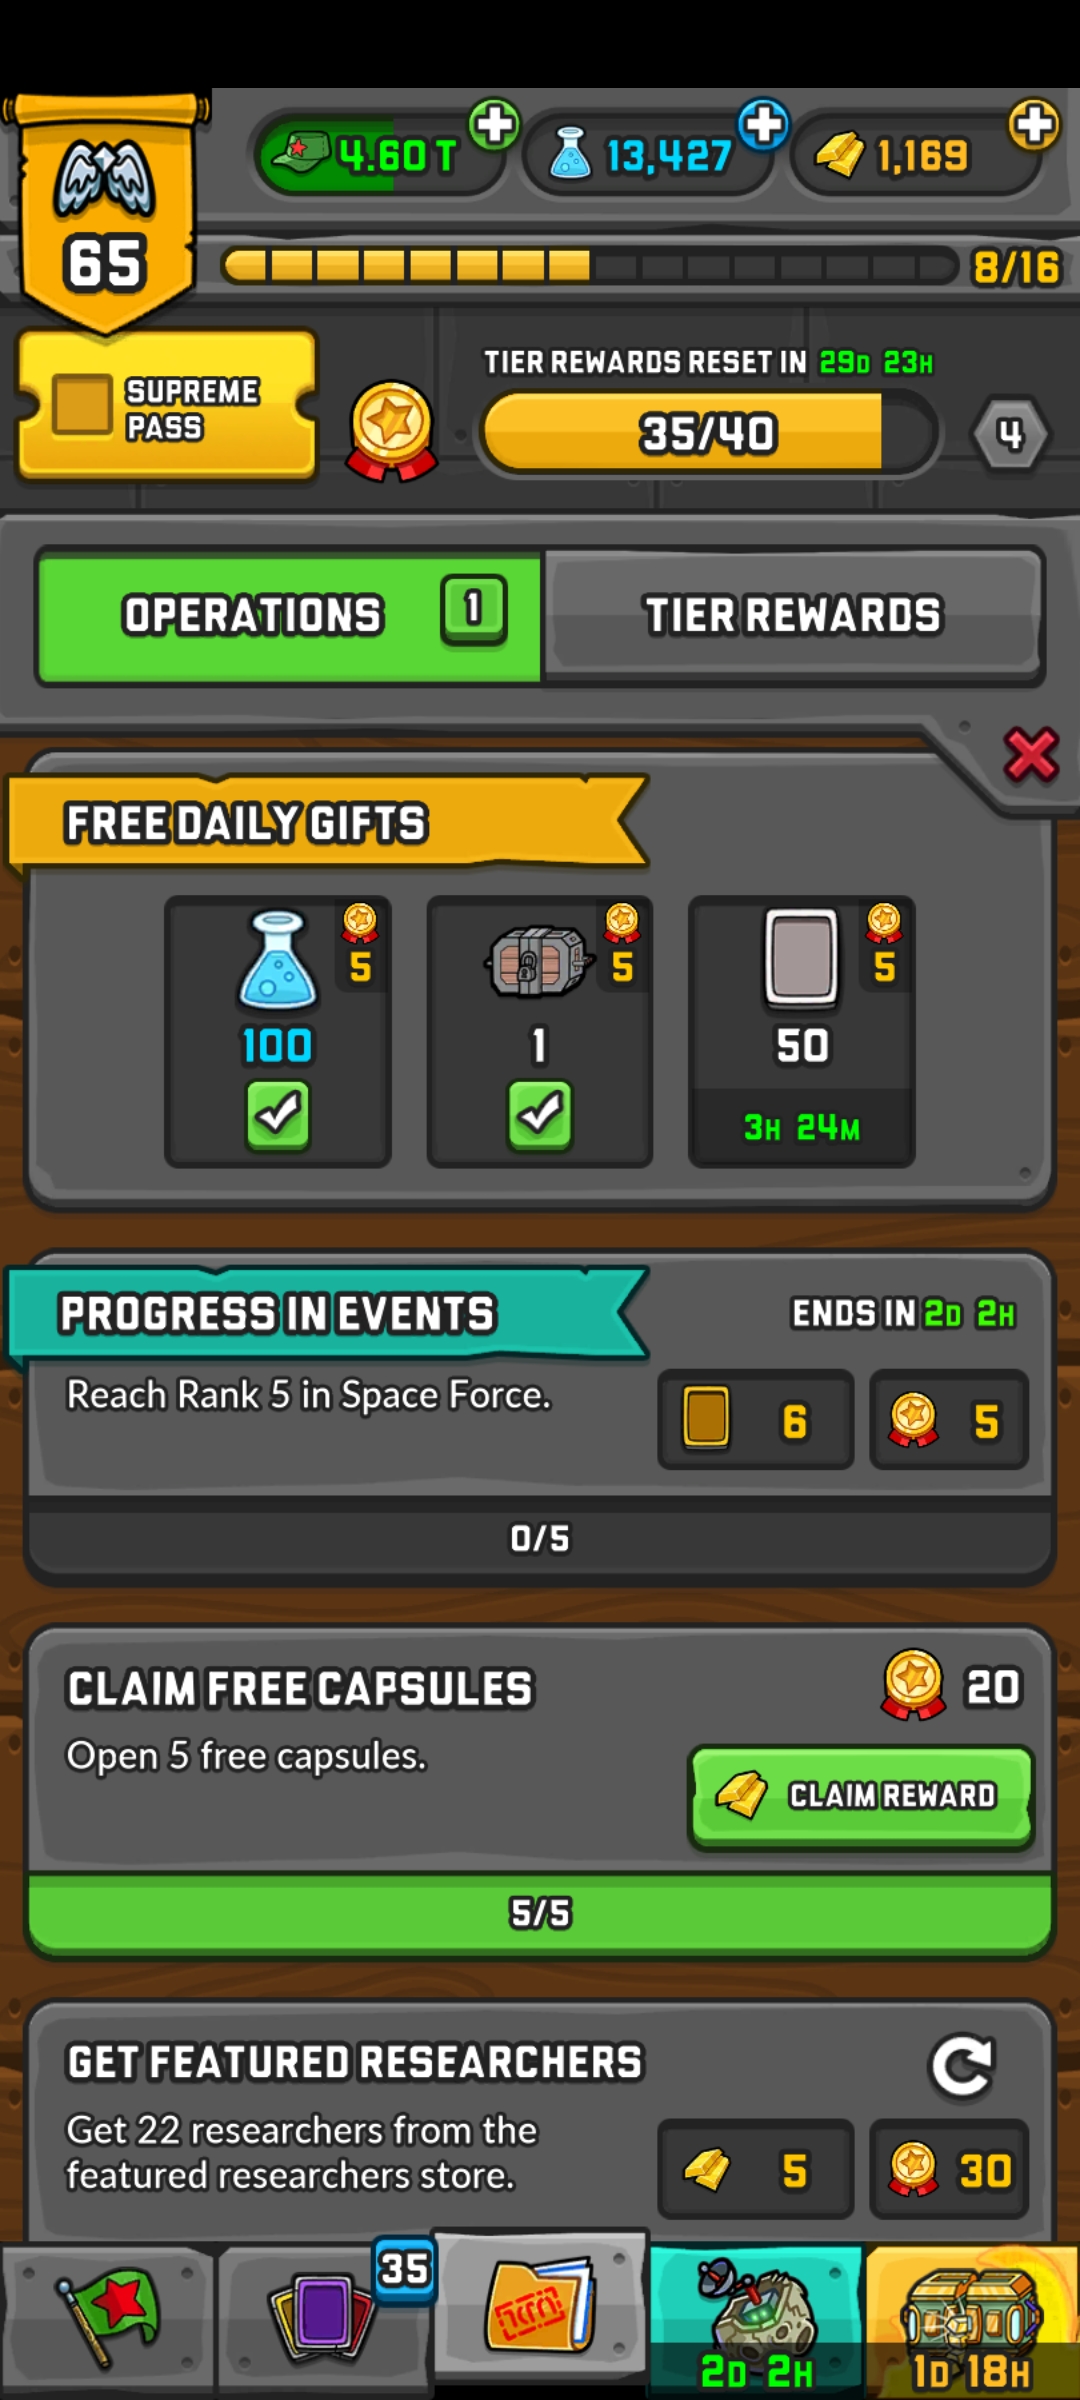 4.60 T
13,427
1,169
65
8/16
SUPREME
PASS
TIER REWARDS RESET IN 29D 23H
35/40
4
OPERATIONS 1
TIER REWARDS
FREE DAILY GIFTS
5
5
5
100
1
50
3H 24M
PROGRESS IN EVENTS
ENDS IN 2D 2H
Reach Rank 5 in Space Force.
6
5
0/5
CLAIM FREE CAPSULES
20
Open 5 free capsules.
CLAIM REWARD
5/5
GET FEATURED RESEARCHERS
Get 22 researchers from the
featured researchers store.
5
30
35
2D 2H
1D 18H